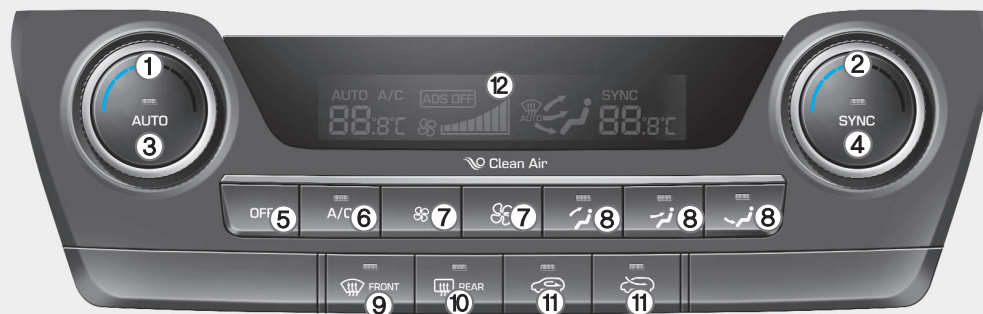 ① ②
⑫
AUTO A/C ADS OFF SYNC
88.8°C AUTO 88.8°C
AUTO SYNC
③ ④
Clean Air
OFF ⑤ A/C ⑥ ⑦ ⑦ ⑧ ⑧ ⑧
FRONT REAR
⑨ ⑩ ⑪ ⑪